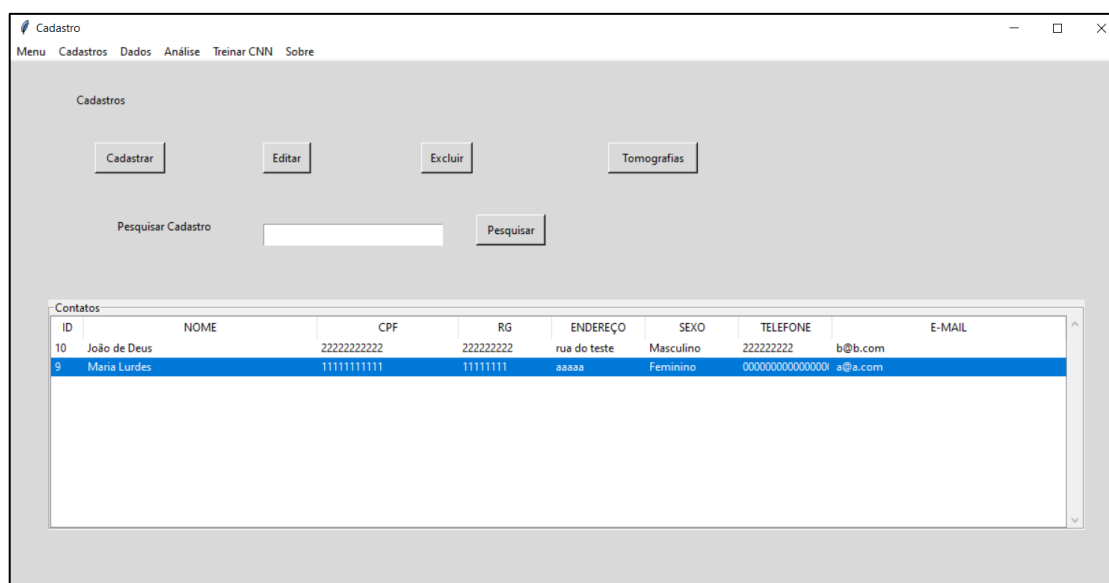 Cadastro
Menu Cadastros Dados Análise Treinar CNN Sobre
Cadastros
Cadastrar Editar Excluir Tomografias
Pesquisar Cadastro Pesquisar
Contatos
ID NOME CPF RG ENDEREÇO SEXO TELEFONE E-MAIL
10 João de Deus 22222222222 222222222 rua do teste Masculino 222222222 b@b.com
9 Maria Lurdes 11111111111 11111111 aaaaa Feminino 000000000000000 a@a.com